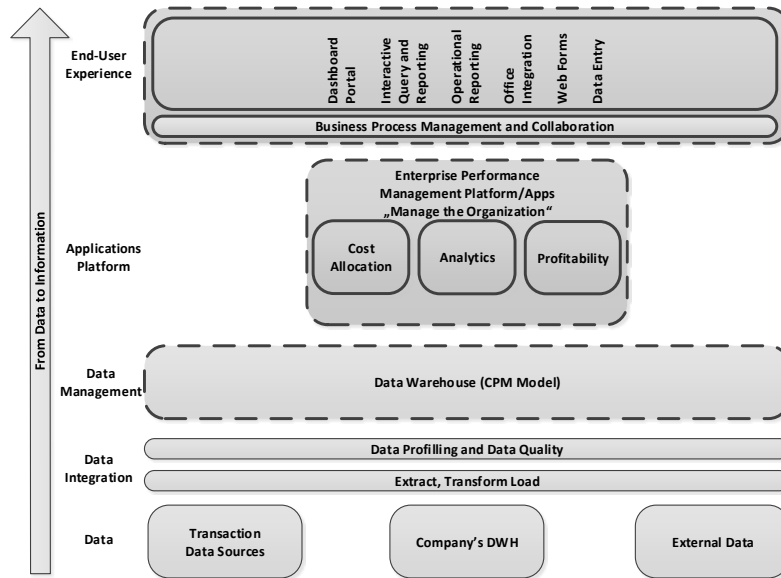 End-User
Experience
Dashboard
Portal
Interactive
Query and
Reporting
Operational
Reporting
Office
Integration
Web Forms
Data Entry
Business Process Management and Collaboration
Enterprise Performance
Management Platform/Apps
„Manage the Organization“
Applications
Platform
Cost
Allocation
Analytics
Profitability
From Data to Information
Data
Management
Data Warehouse (CPM Model)
Data
Integration
Data Profilling and Data Quality
Extract, Transform Load
Data
Transaction
Data Sources
Company’s DWH
External Data